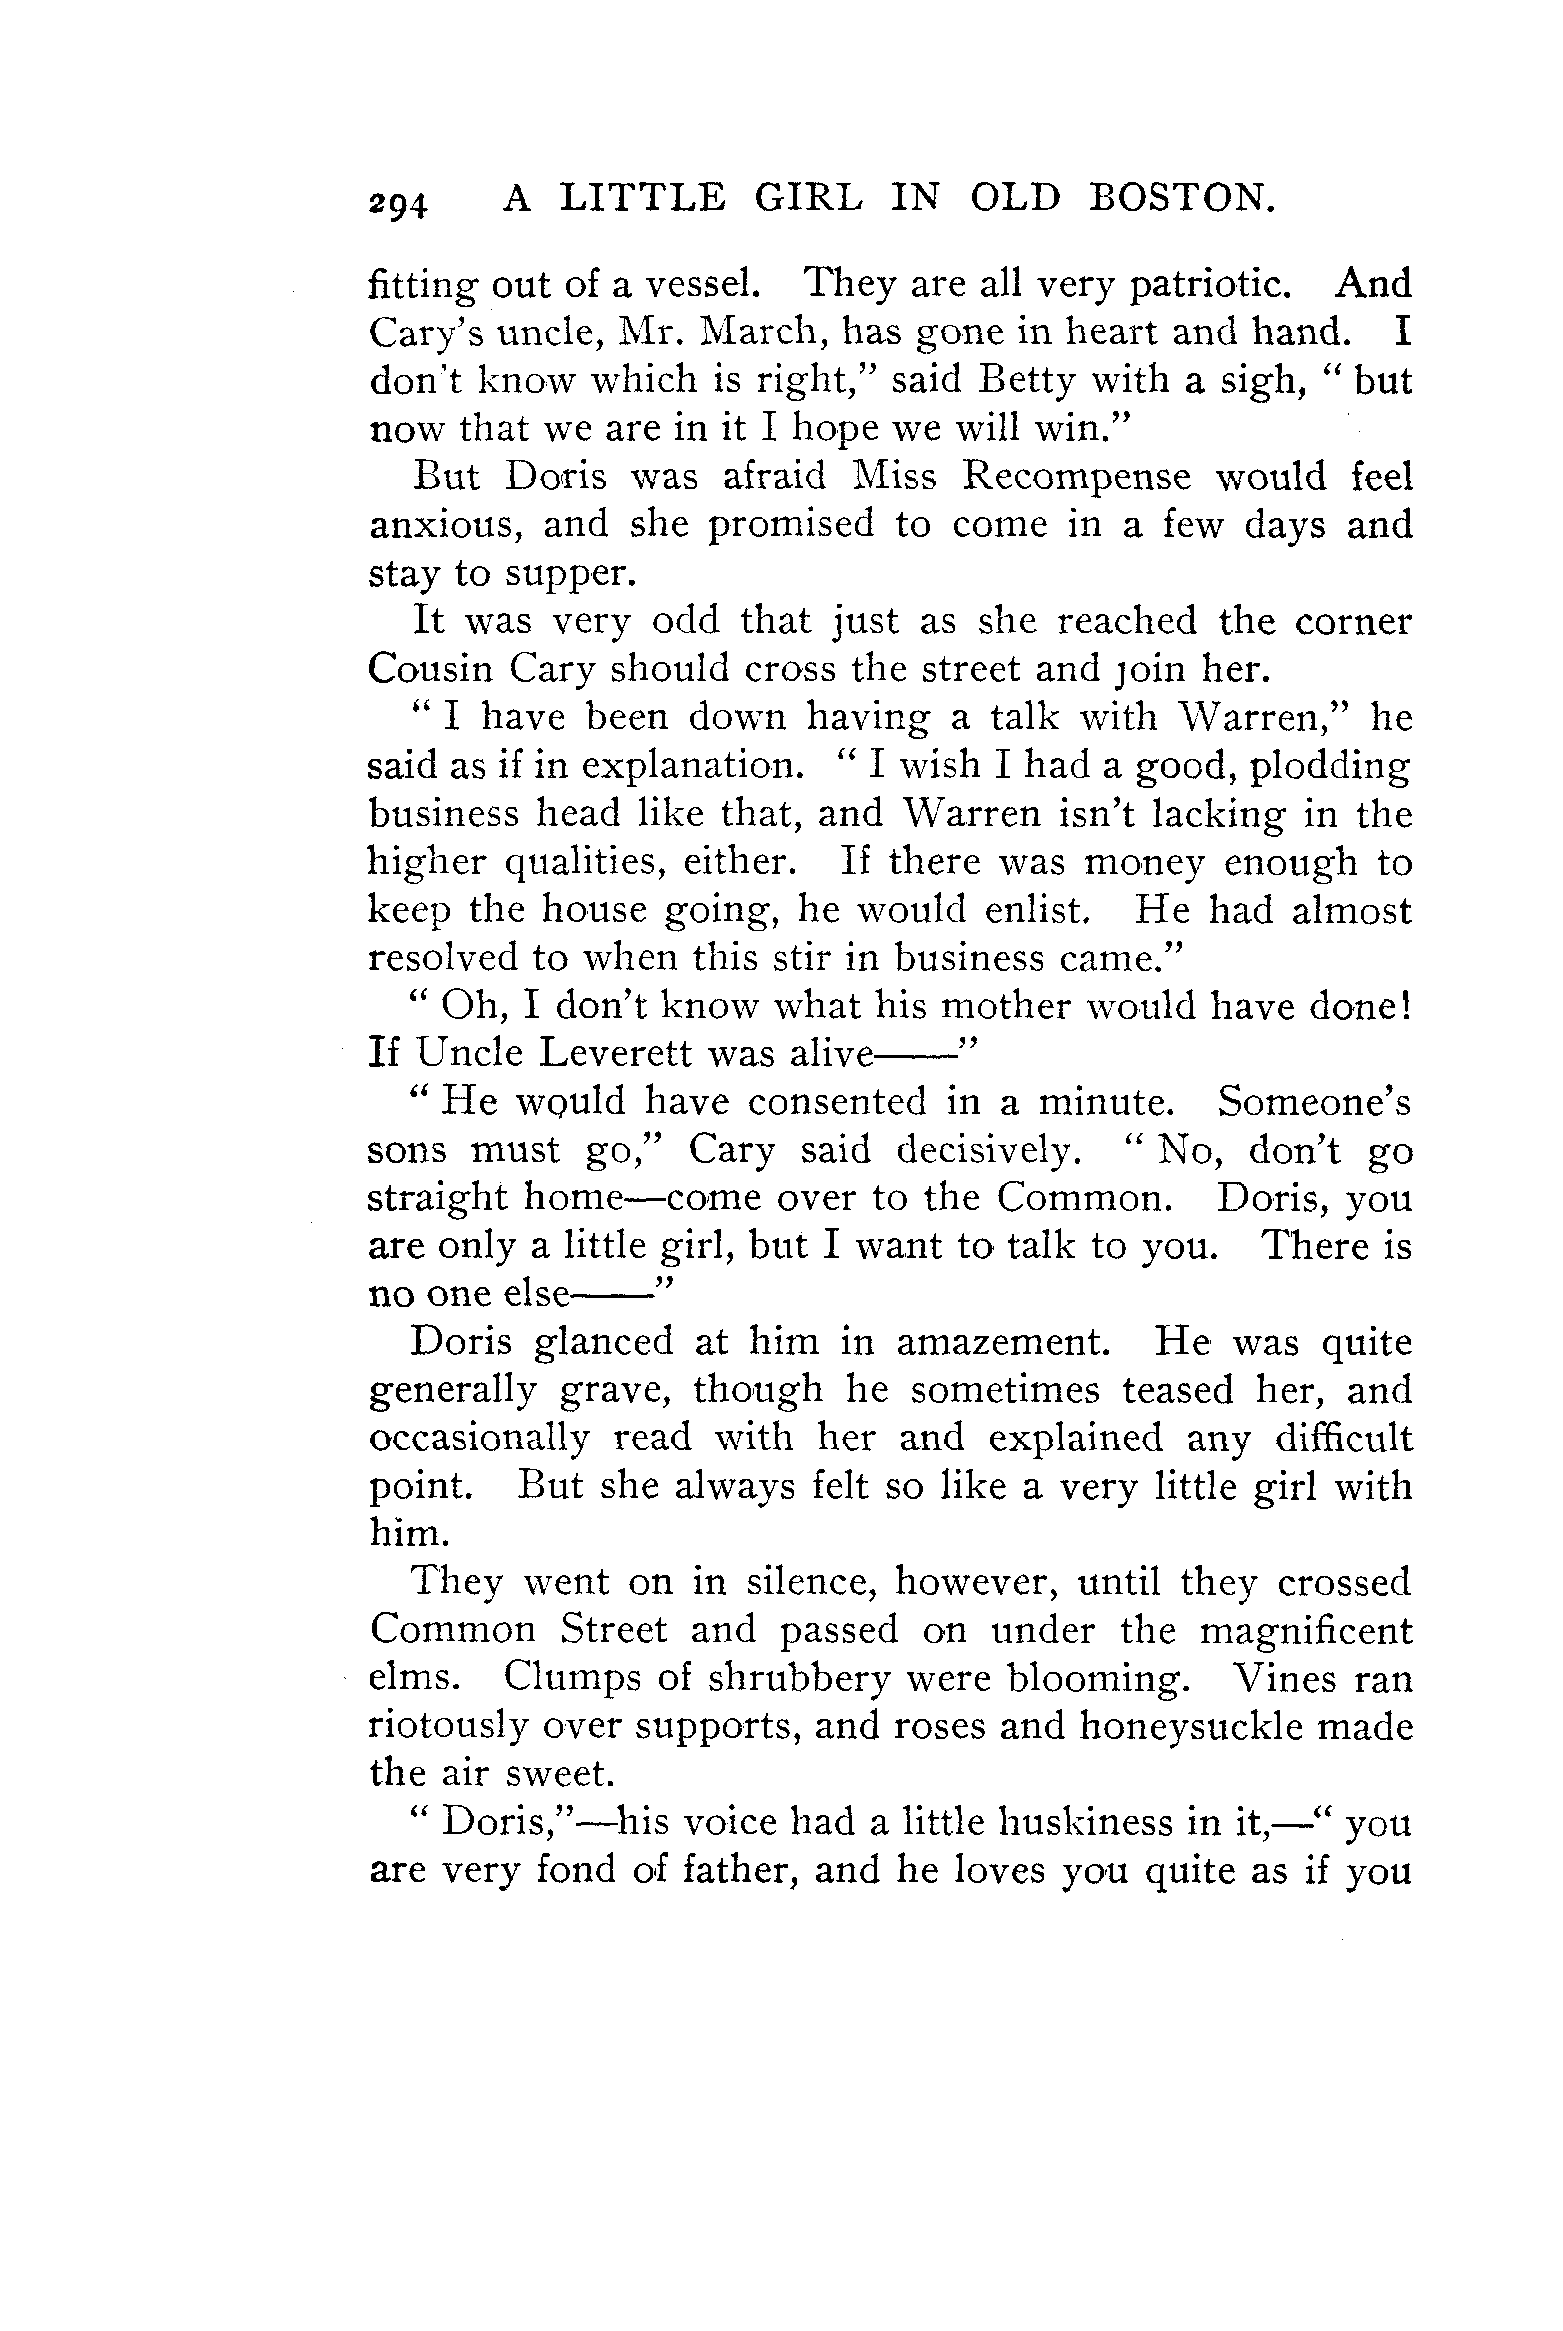 294 A LITTLE GIRL IN OLD BOSTON.
fitting out of a vessel. They are all very patriotic. And
Cary's uncle, Mr. March, has gone in heart and hand. I
don't know which is right,” said Betty with a sigh, “ but
now that we are in it I hope we will win.”
But Doris was afraid Miss Recompense would feel
anxious, and she promised to come in a few days and
stay to supper.
It was very odd that just as she reached the corner
Cousin Cary should cross the street and join her.
“ I have been down having a talk with Warren,” he
said as if in explanation. “ I wish I had a good, plodding
business head like that, and Warren isn't lacking in the
higher qualities, either. If there was money enough to
keep the house going, he would enlist. He had almost
resolved to when this stir in business came.”
“ Oh, I don't know what his mother would have done!
If Uncle Leverett was alive——”
“ He would have consented in a minute. Someone's
sons must go,” Cary said decisively. “ No, don't go
straight home—come over to the Common. Doris, you
are only a little girl, but I want to talk to you. There is
no one else——”
Doris glanced at him in amazement. He was quite
generally grave, though he sometimes teased her, and
occasionally read with her and explained any difficult
point. But she always felt so like a very little girl with
him.
They went on in silence, however, until they crossed
Common Street and passed on under the magnificent
elms. Clumps of shrubbery were blooming. Vines ran
riotously over supports, and roses and honeysuckle made
the air sweet.
“ Doris,”—his voice had a little huskiness in it,—“ you
are very fond of father, and he loves you quite as if you